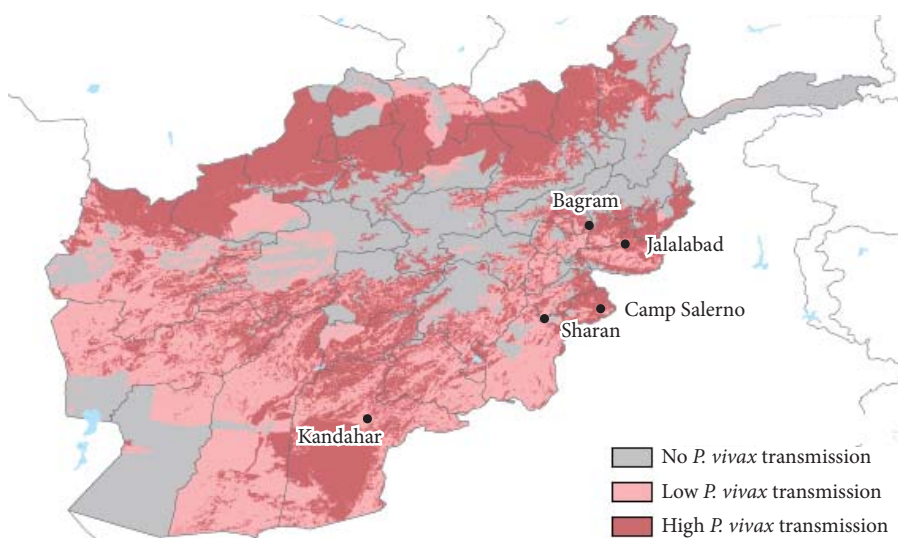 Bagram
Jalalabad
Camp Salerno
Sharan
Kandahar
No P. vivax transmission
Low P. vivax transmission
High P. vivax transmission